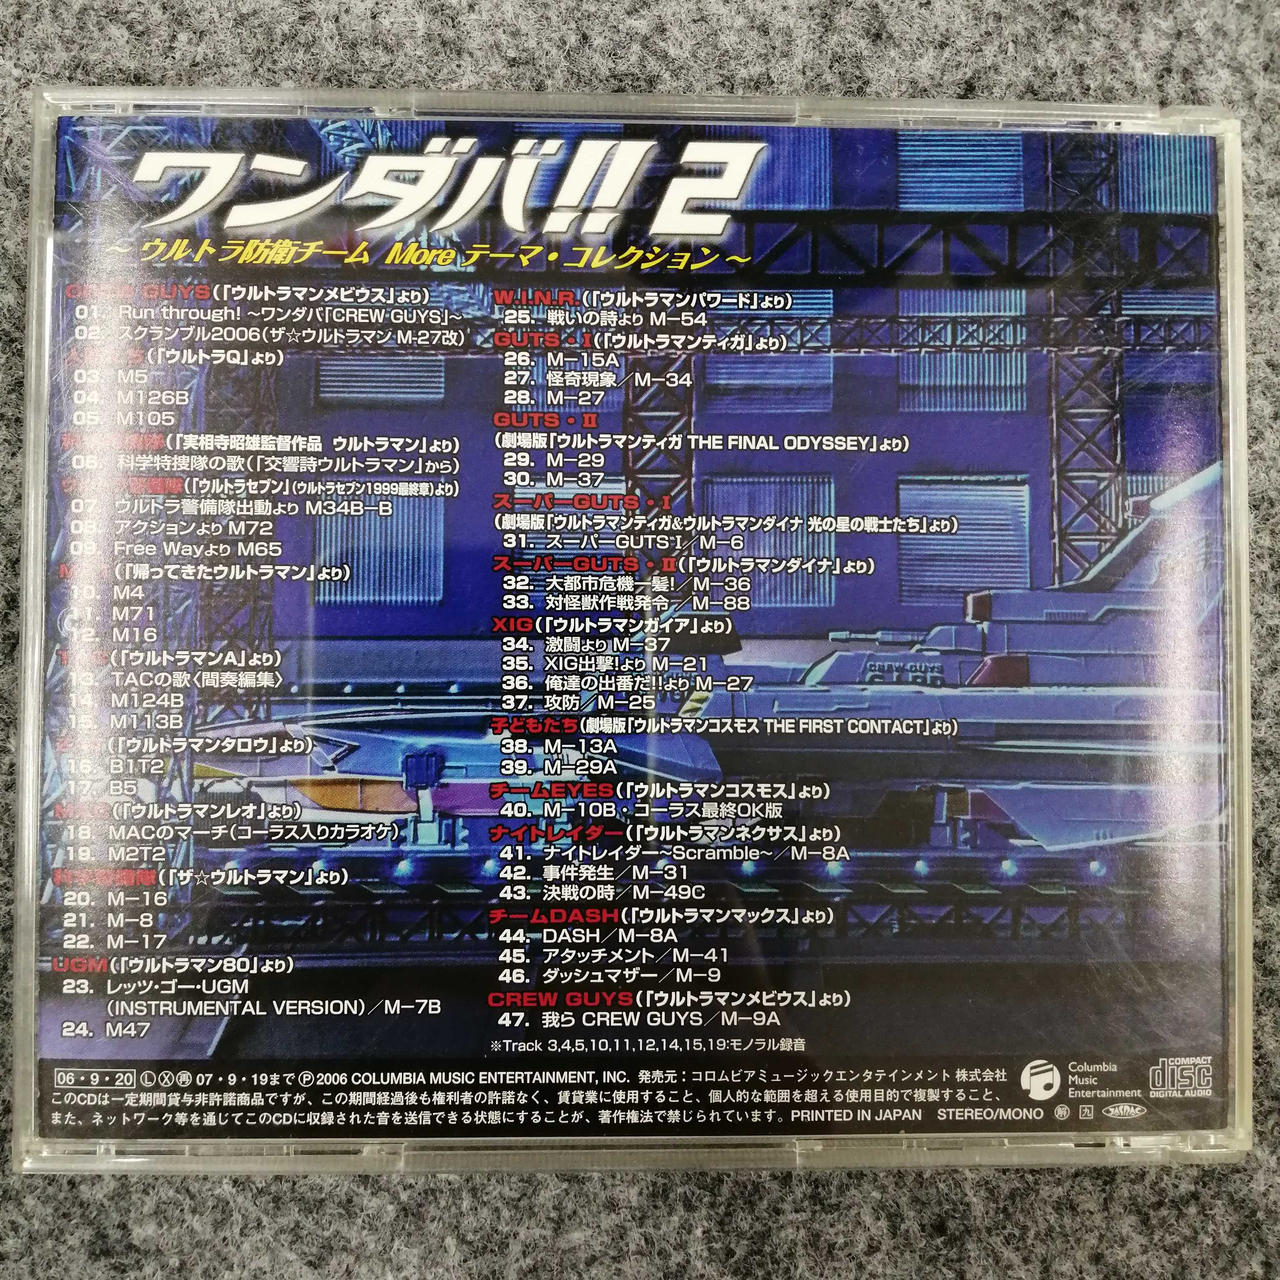 ワンダバ!! 2
～ ウルトラ防衛チーム More テーマ・コレクション ～
CREW GUYS(「ウルトラマンメビウス」より)
01. Run through! ～ワンダバ「CREW GUYS」～
02. スクランブル2006(ザ☆ウルトラマン M-27改)
(「ウルトラQ」より)
03. M5
04. M126B
05. M105
(「実相寺昭雄監督作品 ウルトラマン」より)
06. 科学特捜隊の歌(「交響詩ウルトラマン」から)
(「ウルトラセブン」(ウルトラセブン1999最終章)より)
07. ウルトラ警備隊出動より M34B-B
08. アクションより M72
09. Free Wayより M65
(「帰ってきたウルトラマン」より)
10. M4
11. M71
12. M16
(「ウルトラマンA」より)
13. TACの歌〈間奏編集〉
14. M124B
15. M113B
(「ウルトラマンタロウ」より)
16. B1T2
17. B5
(「ウルトラマンレオ」より)
18. MACのマーチ(コーラス入りカラオケ)
19. M2T2
(「ザ☆ウルトラマン」より)
20. M-16
21. M-8
22. M-17
UGM(「ウルトラマン80」より)
23. レッツ・ゴー・UGM
(INSTRUMENTAL VERSION)／M-7B
24. M47
W.I.N.R.(「ウルトラマンパワード」より)
25. 戦いの詩より M-54
GUTS・I(「ウルトラマンティガ」より)
26. M-15A
27. 怪奇現象／M-34
28. M-27
GUTS・II
(劇場版「ウルトラマンティガ THE FINAL ODYSSEY」より)
29. M-29
30. M-37
スーパーGUTS・I
(劇場版「ウルトラマンティガ&ウルトラマンダイナ 光の星の戦士たち」より)
31. スーパーGUTS I／M-6
スーパーGUTS・II(「ウルトラマンダイナ」より)
32. 大都市危機一髪!／M-36
33. 対怪獣作戦発令／M-88
XIG(「ウルトラマンガイア」より)
34. 激闘より M-37
35. XIG出撃!より M-21
36. 俺達の出番だ!!より M-27
37. 攻防／M-25
子どもたち(劇場版「ウルトラマンコスモス THE FIRST CONTACT」より)
38. M-13A
39. M-29A
チームEYES(「ウルトラマンコスモス」より)
40. M-10B・コーラス最終OK版
ナイトレイダー(「ウルトラマンネクサス」より)
41. ナイトレイダー～Scramble～／M-8A
42. 事件発生／M-31
43. 決戦の時／M-49C
チームDASH(「ウルトラマンマックス」より)
44. DASH／M-8A
45. アタッチメント／M-41
46. ダッシュマザー／M-9
CREW GUYS(「ウルトラマンメビウス」より)
47. 我ら CREW GUYS／M-9A
※Track 3,4,5,10,11,12,14,15,19:モノラル録音
CREW GUYS
06・9・20 Ⓛ Ⓧ 再 07・9・19まで Ⓟ2006 COLUMBIA MUSIC ENTERTAINMENT, INC. 発売元：コロムビアミュージックエンタテインメント 株式会社
このCDは一定期間貸与非許諾商品ですが、この期間経過後も権利者の許諾なく、賃貸業に使用すること、個人的な範囲を超える使用目的で複製すること、
また、ネットワーク等を通じてこのCDに収録された音を送信できる状態にすることが、著作権法で禁じられています。 PRINTED IN JAPAN STEREO/MONO 解 九 JASRAC
Columbia
Music
Entertainment
COMPACT
disc
DIGITAL AUDIO